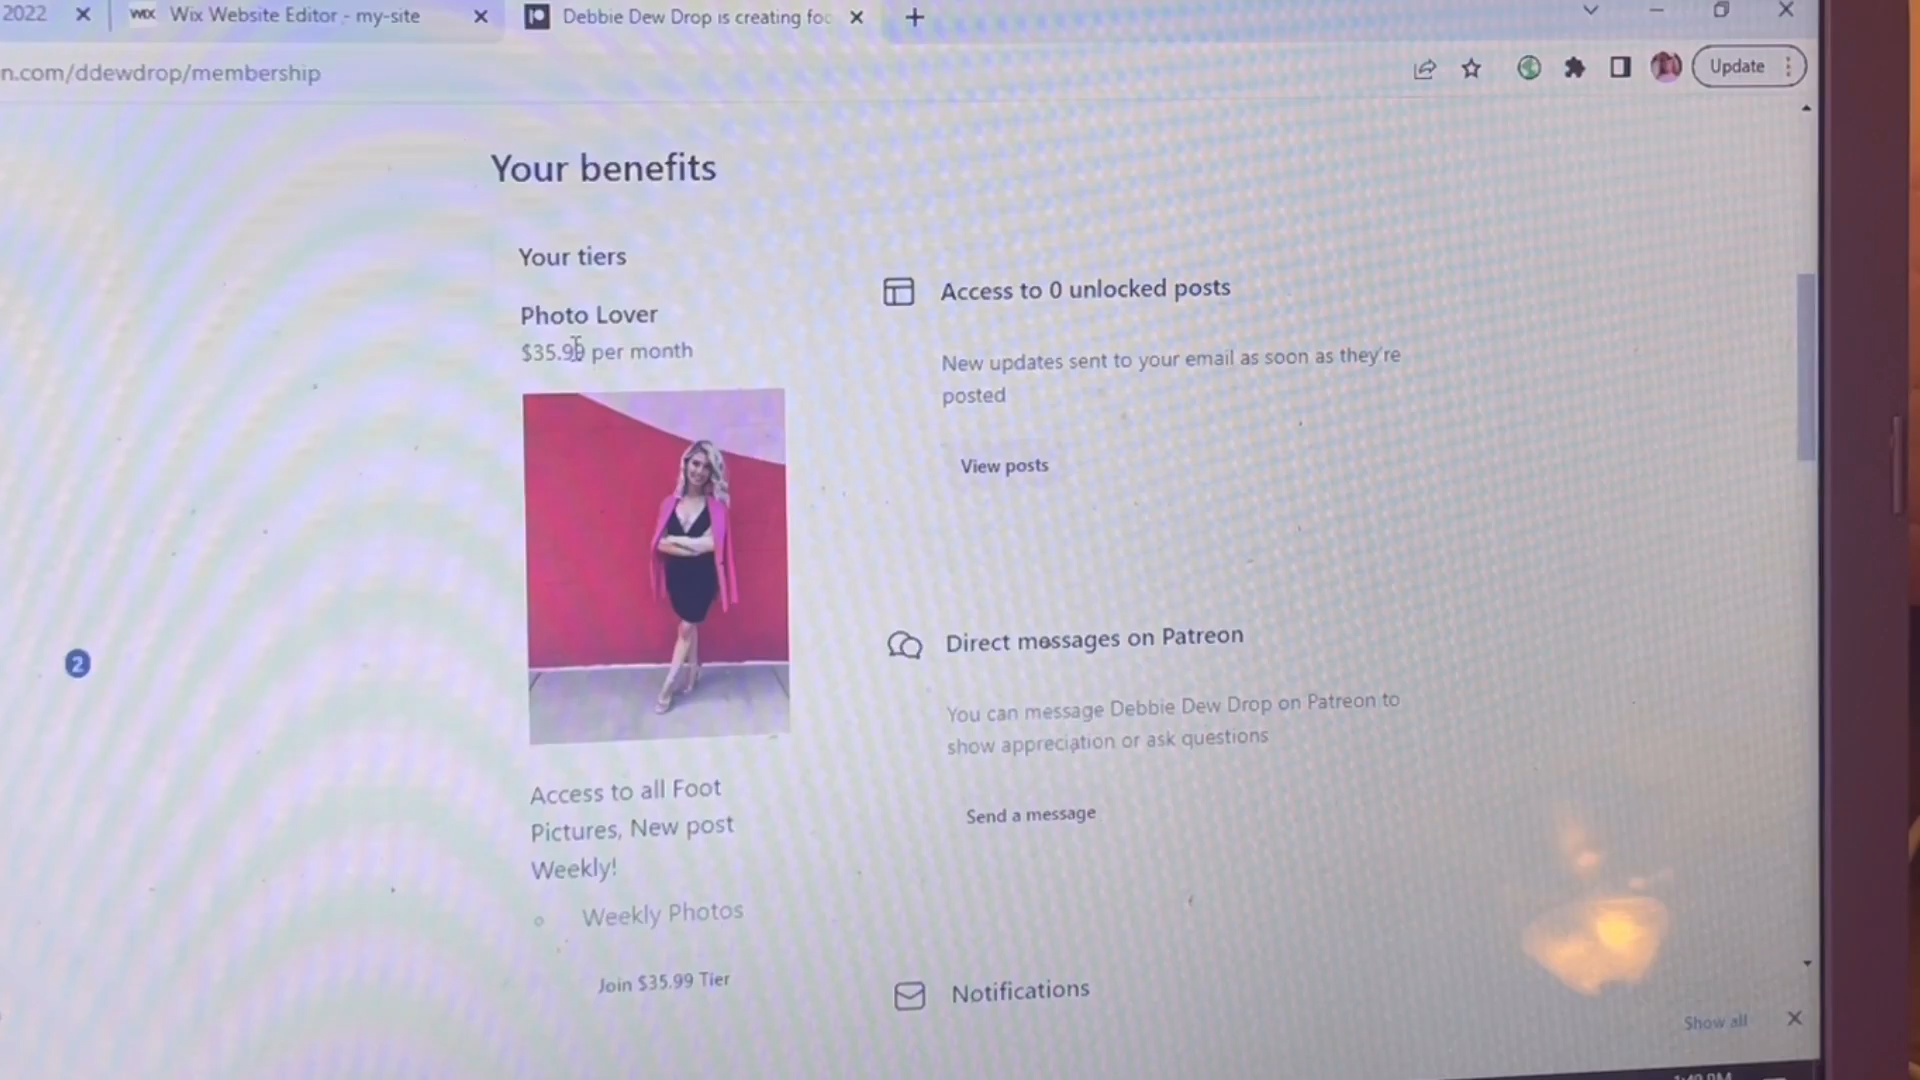 2022
WIX Wix Website Editor - my-site
Debbie Dew Drop is creating foo
n.com/ddewdrop/membership
Update
Your benefits
Your tiers
Photo Lover
$35.99 per month
Access to all Foot
Pictures, New post
Weekly!
Weekly Photos
Join $35.99 Tier
Access to 0 unlocked posts
New updates sent to your email as soon as they're
posted
View posts
Direct messages on Patreon
You can message Debbie Dew Drop on Patreon to
show appreciation or ask questions
Send a message
Notifications
2
Show all